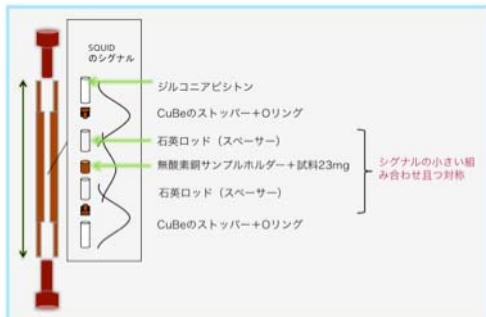 SQUID
のシグナル
ジルコニアピシトン
CuBeのストッパー+Oリング
石英ロッド（スペーサー）
無酸素銅サンプルホルダー+試料23mg
石英ロッド（スペーサー）
CuBeのストッパー+Oリング
シグナルの小さい組
み合わせ且つ対称